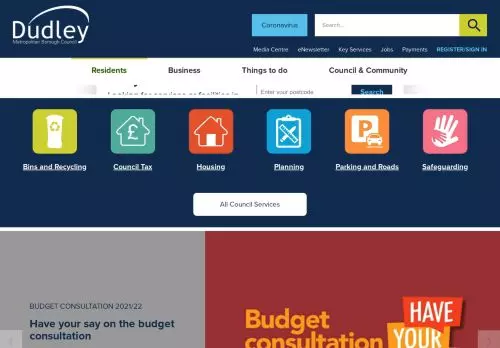 Dudley
Metropolitan Borough Council
Coronavirus
Search...
Media Centre eNewsletter Key Services Jobs Payments REGISTER/SIGN IN
Residents Business Things to do Council & Community
Looking for services or facilities in
Enter your postcode
Search
Bins and Recycling Council Tax Housing Planning Parking and Roads Safeguarding
All Council Services
BUDGET CONSULTATION 2021/22
Have your say on the budget
consultation
Budget
consultation
HAVE
YOUR